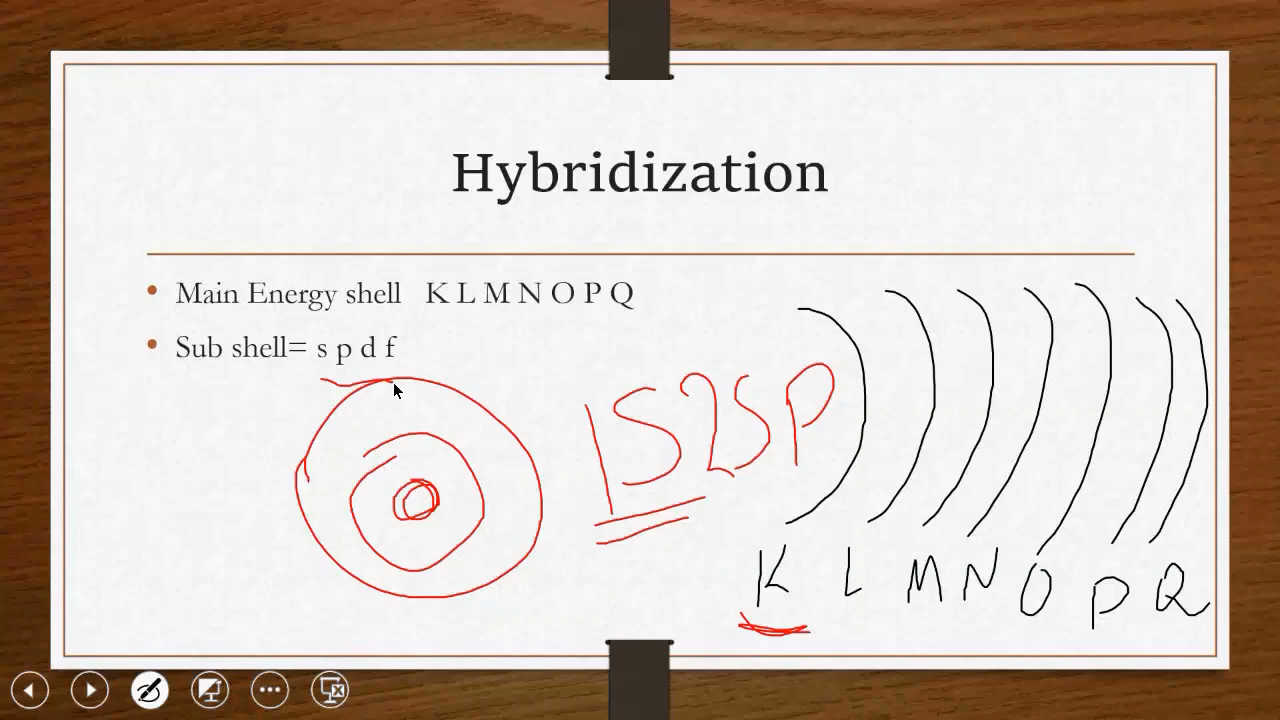 Hybridization
• Main Energy shell K L M N O P Q
• Sub shell= s p d f
1S2SP
K L M N O P Q